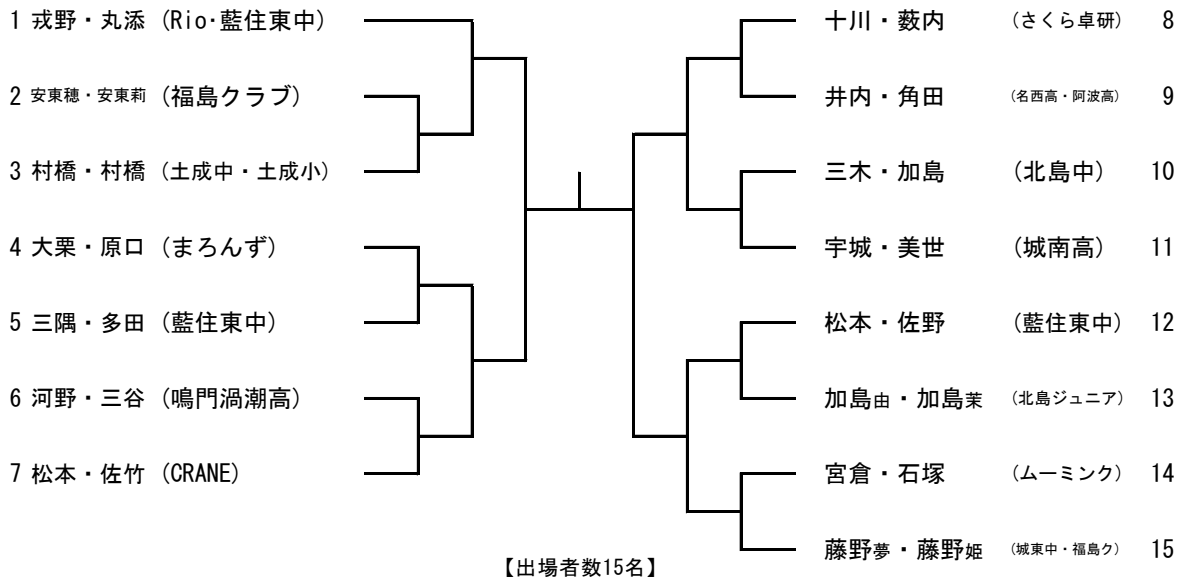 1 戎野・丸添 (Rio・藍住東中)
2 安東穂・安東莉 (福島クラブ)
3 村橋・村橋 (土成中・土成小)
4 大栗・原口 (まろんず)
5 三隅・多田 (藍住東中)
6 河野・三谷 (鳴門渦潮高)
7 松本・佐竹 (CRANE)
十川・薮内 (さくら卓研) 8
井内・角田 (名西高・阿波高) 9
三木・加島 (北島中) 10
宇城・美世 (城南高) 11
松本・佐野 (藍住東中) 12
加島由・加島茉 (北島ジュニア) 13
宮倉・石塚 (ムーミンク) 14
藤野夢・藤野姫 (城東中・福島ク) 15
【出場者数15名】